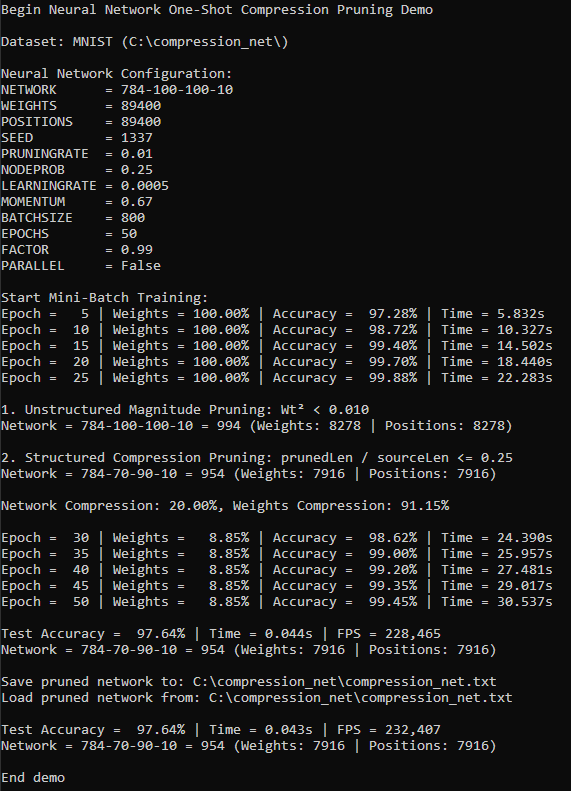 Begin Neural Network One-Shot Compression Pruning Demo
Dataset: MNIST (C:\compression_net\)
Neural Network Configuration:
NETWORK      = 784-100-100-10
WEIGHTS      = 89400
POSITIONS    = 89400
SEED         = 1337
PRUNINGRATE  = 0.01
NODEPROB     = 0.25
LEARNINGRATE = 0.0005
MOMENTUM     = 0.67
BATCHSIZE    = 800
EPOCHS       = 50
FACTOR       = 0.99
PARALLEL     = False
Start Mini-Batch Training:
Epoch =   5 | Weights = 100.00% | Accuracy =  97.28% | Time = 5.832s
Epoch =  10 | Weights = 100.00% | Accuracy =  98.72% | Time = 10.327s
Epoch =  15 | Weights = 100.00% | Accuracy =  99.40% | Time = 14.502s
Epoch =  20 | Weights = 100.00% | Accuracy =  99.70% | Time = 18.440s
Epoch =  25 | Weights = 100.00% | Accuracy =  99.88% | Time = 22.283s
1. Unstructured Magnitude Pruning: Wt² < 0.010
Network = 784-100-100-10 = 994 (Weights: 8278 | Positions: 8278)
2. Structured Compression Pruning: prunedLen / sourceLen <= 0.25
Network = 784-70-90-10 = 954 (Weights: 7916 | Positions: 7916)
Network Compression: 20.00%, Weights Compression: 91.15%
Epoch =  30 | Weights =   8.85% | Accuracy =  98.62% | Time = 24.390s
Epoch =  35 | Weights =   8.85% | Accuracy =  99.00% | Time = 25.957s
Epoch =  40 | Weights =   8.85% | Accuracy =  99.20% | Time = 27.481s
Epoch =  45 | Weights =   8.85% | Accuracy =  99.35% | Time = 29.017s
Epoch =  50 | Weights =   8.85% | Accuracy =  99.45% | Time = 30.537s
Test Accuracy =  97.64% | Time = 0.044s | FPS = 228,465
Network = 784-70-90-10 = 954 (Weights: 7916 | Positions: 7916)
Save pruned network to: C:\compression_net\compression_net.txt
Load pruned network from: C:\compression_net\compression_net.txt
Test Accuracy =  97.64% | Time = 0.043s | FPS = 232,407
Network = 784-70-90-10 = 954 (Weights: 7916 | Positions: 7916)
End demo